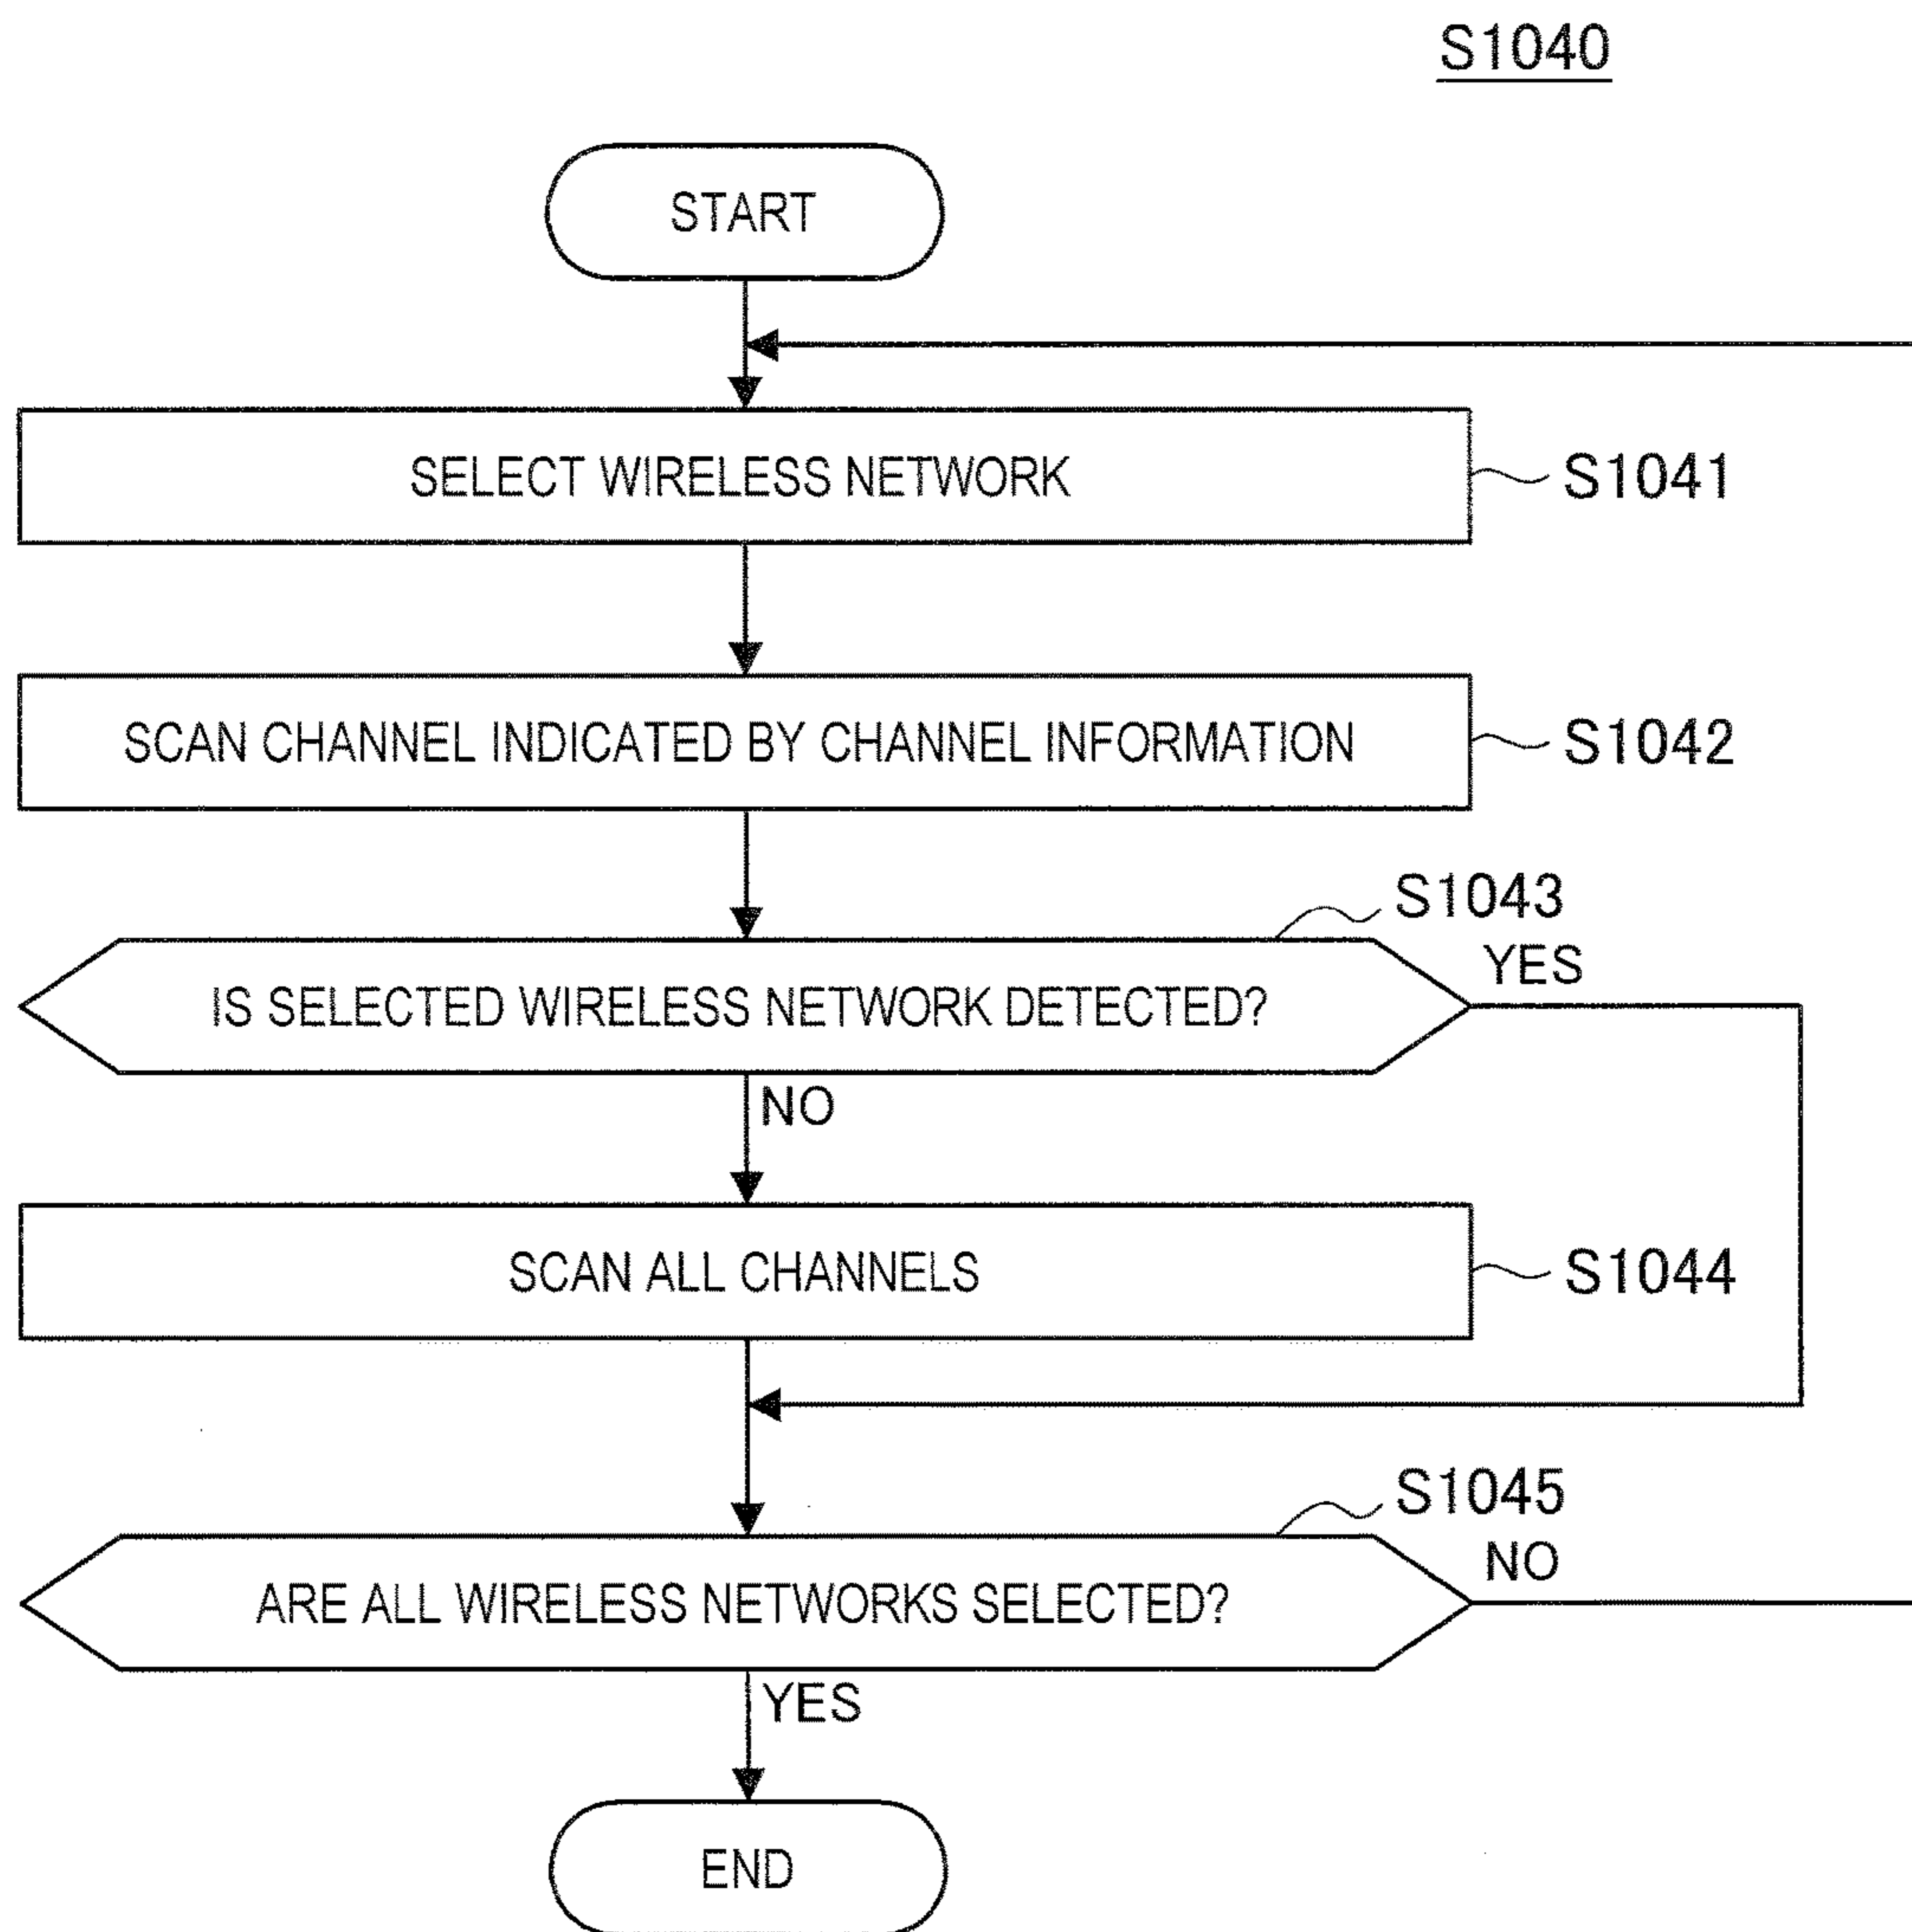 S1040
START
SELECT WIRELESS NETWORK
S1041
SCAN CHANNEL INDICATED BY CHANNEL INFORMATION
S1042
S1043
YES
IS SELECTED WIRELESS NETWORK DETECTED?
NO
SCAN ALL CHANNELS
S1044
S1045
NO
ARE ALL WIRELESS NETWORKS SELECTED?
YES
END